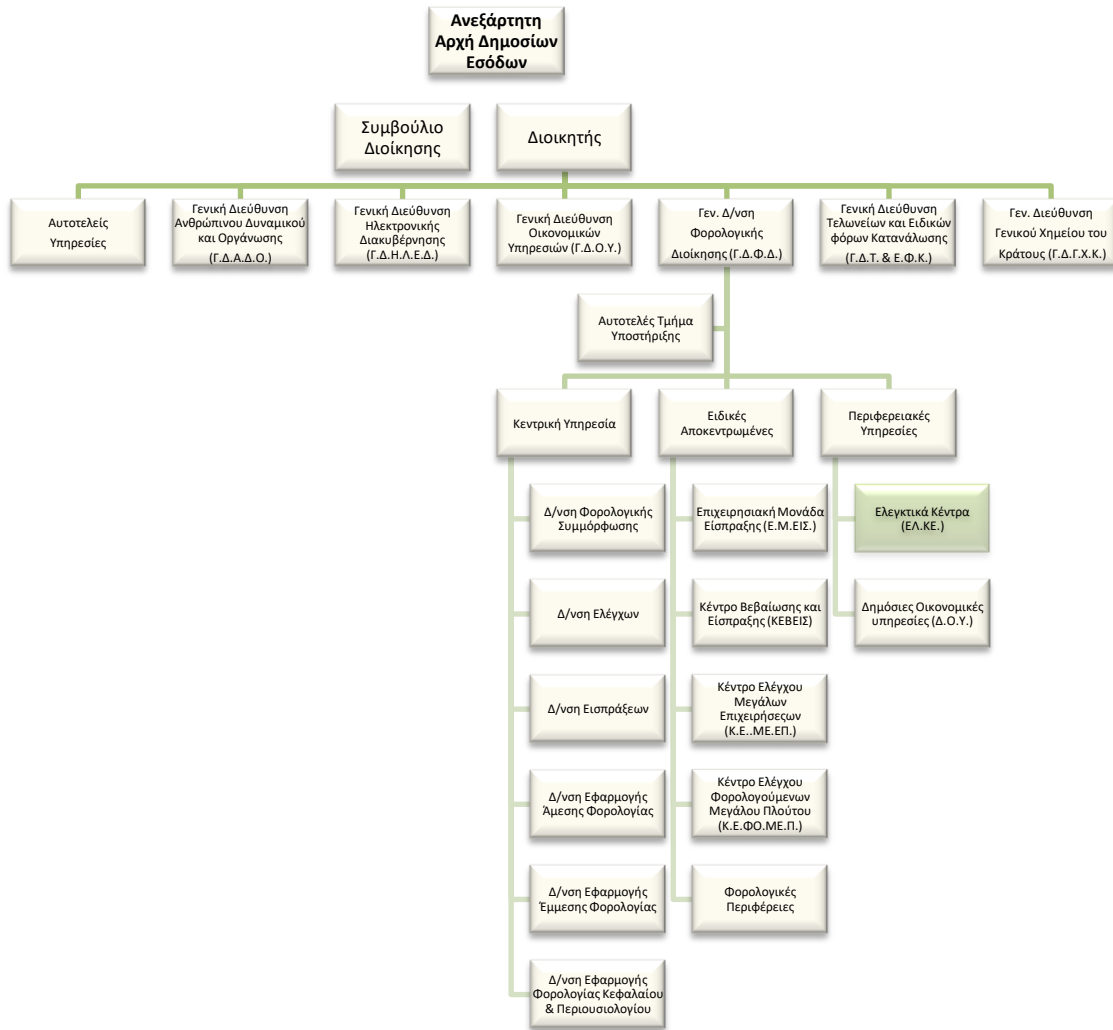 Ανεξάρτητη
Αρχή Δημοσίων
Εσόδων
Συμβούλιο
Διοίκησης
Διοικητής
Αυτοτελείς
Υπηρεσίες
Γενική Διεύθυνση
Ανθρώπινου Δυναμικού
και Οργάνωσης
(Γ.Δ.Α.Δ.Ο.)
Γενική Διεύθυνση
Ηλεκτρονικής
Διακυβέρνησης
(Γ.Δ.Η.Λ.Ε.Δ.)
Γενική Διεύθυνση
Οικονομικών
Υπηρεσιών (Γ.Δ.Ο.Υ.)
Γεν. Δ/νση
Φορολογικής
Διοίκησης (Γ.Δ.Φ.Δ.)
Γενική Διεύθυνση
Τελωνείων και Ειδικών
φόρων Κατανάλωσης
(Γ.Δ.Τ. & Ε.Φ.Κ.)
Γεν. Διεύθυνση
Γενικού Χημείου του
Κράτους (Γ.Δ.Γ.Χ.Κ.)
Αυτοτελές Τμήμα
Υποστήριξης
Κεντρική Υπηρεσία
Ειδικές
Αποκεντρωμένες
Περιφερειακές
Υπηρεσίες
Δ/νση Φορολογικής
Συμμόρφωσης
Δ/νση Ελέγχων
Δ/νση Εισπράξεων
Δ/νση Εφαρμογής
Άμεσης Φορολογίας
Δ/νση Εφαρμογής
Έμμεσης Φορολογίας
Δ/νση Εφαρμογής
Φορολογίας Κεφαλαίου
& Περιουσιολογίου
Επιχειρησιακή Μονάδα
Είσπραξης (Ε.Μ.ΕΙΣ.)
Κέντρο Βεβαίωσης και
Είσπραξης (ΚΕΒΕΙΣ)
Κέντρο Ελέγχου
Μεγάλων
Επιχειρήσεςων
(Κ.Ε..ΜΕ.ΕΠ.)
Κέντρο Ελέγχου
Φορολογούμενων
Μεγάλου Πλούτου
(Κ.Ε.ΦΟ.ΜΕ.Π.)
Φορολογικές
Περιφέρειες
Ελεγκτικά Κέντρα
(ΕΛ.ΚΕ.)
Δημόσιες Οικονομικές
υπηρεσίες (Δ.Ο.Υ.)